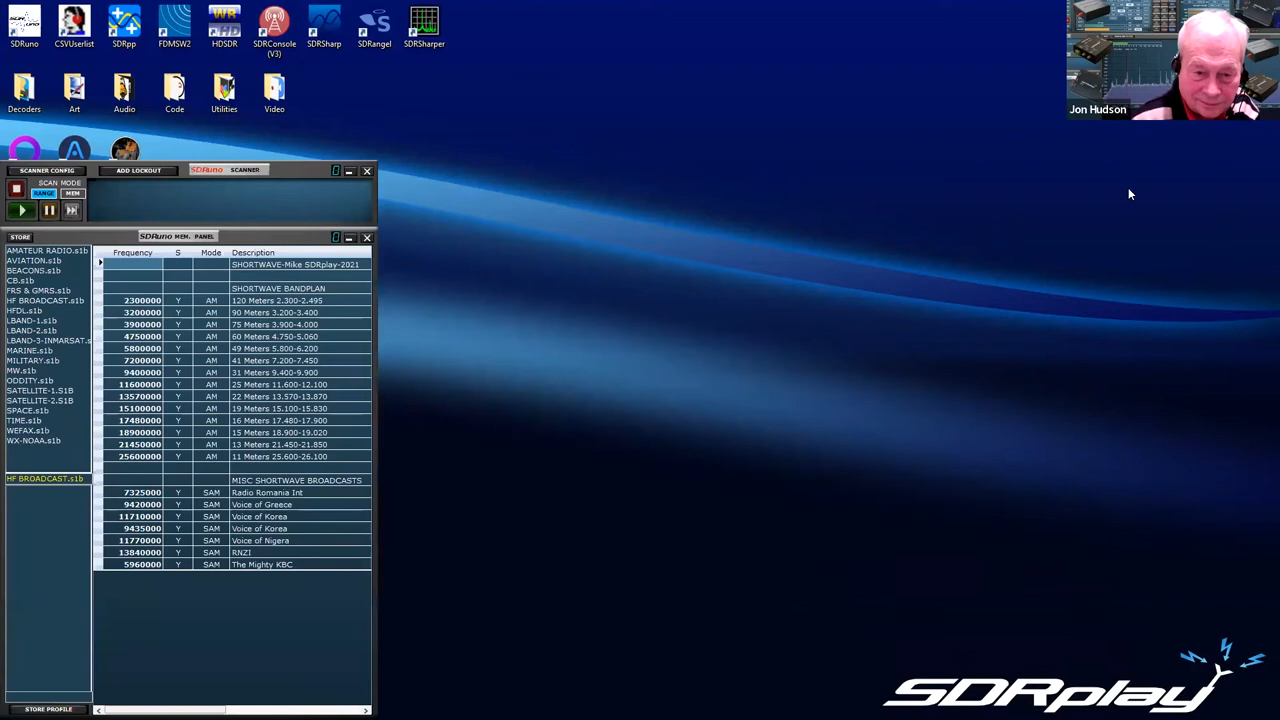 SDRuno CSVUserlist SDRpp FDMSW2 HDSDR SDRConsole (V3) SDRSharp SDRangel SDRSharper
Decoders Art Audio Code Utilities Video
Jon Hudson
SCANNER CONFIG ADD LOCKOUT SDRuno SCANNER
SCAN MODE
RANGE MEM
STORE SDRuno MEM. PANEL
AMATEUR RADIO.s1b
AVIATION.s1b
BEACONS.s1b
CB.s1b
FRS & GMRS.s1b
HF BROADCAST.s1b
HFDL.s1b
LBAND-1.s1b
LBAND-2.s1b
LBAND-3-INMARSAT.s
MARINE.s1b
MILITARY.s1b
MW.s1b
ODDITY.s1b
SATELLITE-1.S1B
SATELLITE-2.S1B
SPACE.s1b
TIME.s1b
WEFAX.s1b
WX-NOAA.s1b
HF BROADCAST.s1b
Frequency S Mode Description
SHORTWAVE-Mike SDRplay-2021
SHORTWAVE BANDPLAN
2300000 Y AM 120 Meters 2.300-2.495
3200000 Y AM 90 Meters 3.200-3.400
3900000 Y AM 75 Meters 3.900-4.000
4750000 Y AM 60 Meters 4.750-5.060
5800000 Y AM 49 Meters 5.800-6.200
7200000 Y AM 41 Meters 7.200-7.450
9400000 Y AM 31 Meters 9.400-9.900
11600000 Y AM 25 Meters 11.600-12.100
13570000 Y AM 22 Meters 13.570-13.870
15100000 Y AM 19 Meters 15.100-15.830
17480000 Y AM 16 Meters 17.480-17.900
18900000 Y AM 15 Meters 18.900-19.020
21450000 Y AM 13 Meters 21.450-21.850
25600000 Y AM 11 Meters 25.600-26.100
MISC SHORTWAVE BROADCASTS
7325000 Y SAM Radio Romania Int
9420000 Y SAM Voice of Greece
11710000 Y SAM Voice of Korea
9435000 Y SAM Voice of Korea
11770000 Y SAM Voice of Nigera
13840000 Y SAM RNZI
5960000 Y SAM The Mighty KBC
STORE PROFILE
SDRplay